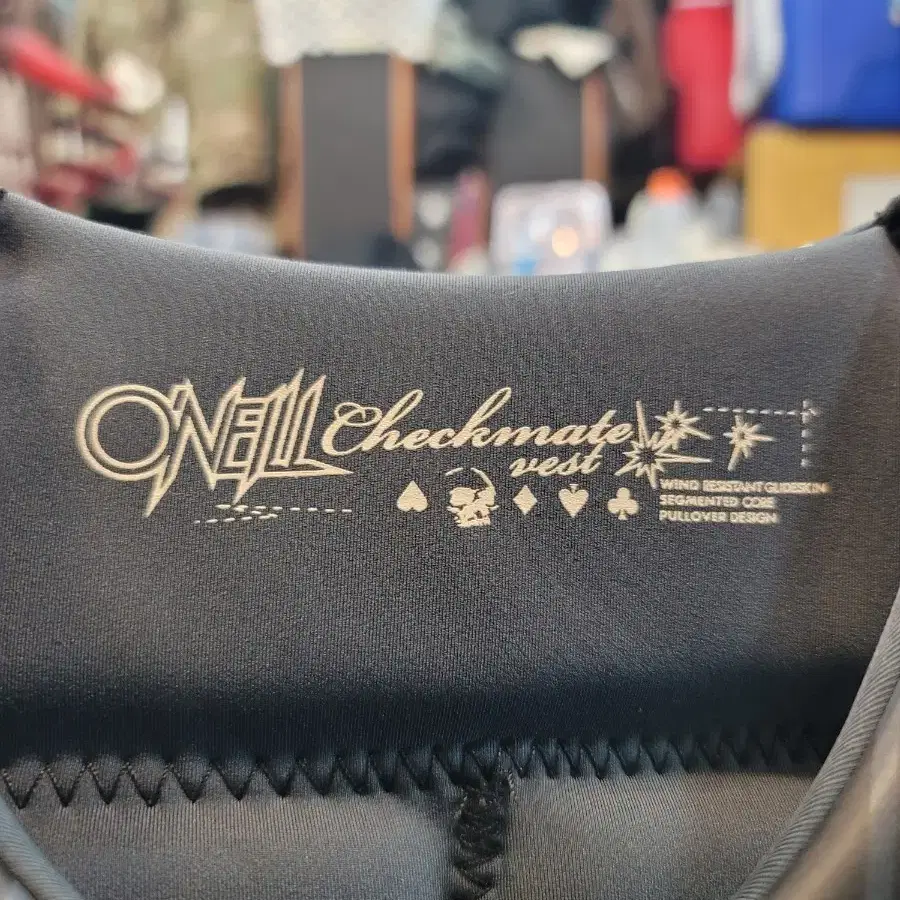 O'NEILL Checkmate
vest
WIND RESISTANT GLIDESKIN
SEGMENTED CORE
PULLOVER DESIGN